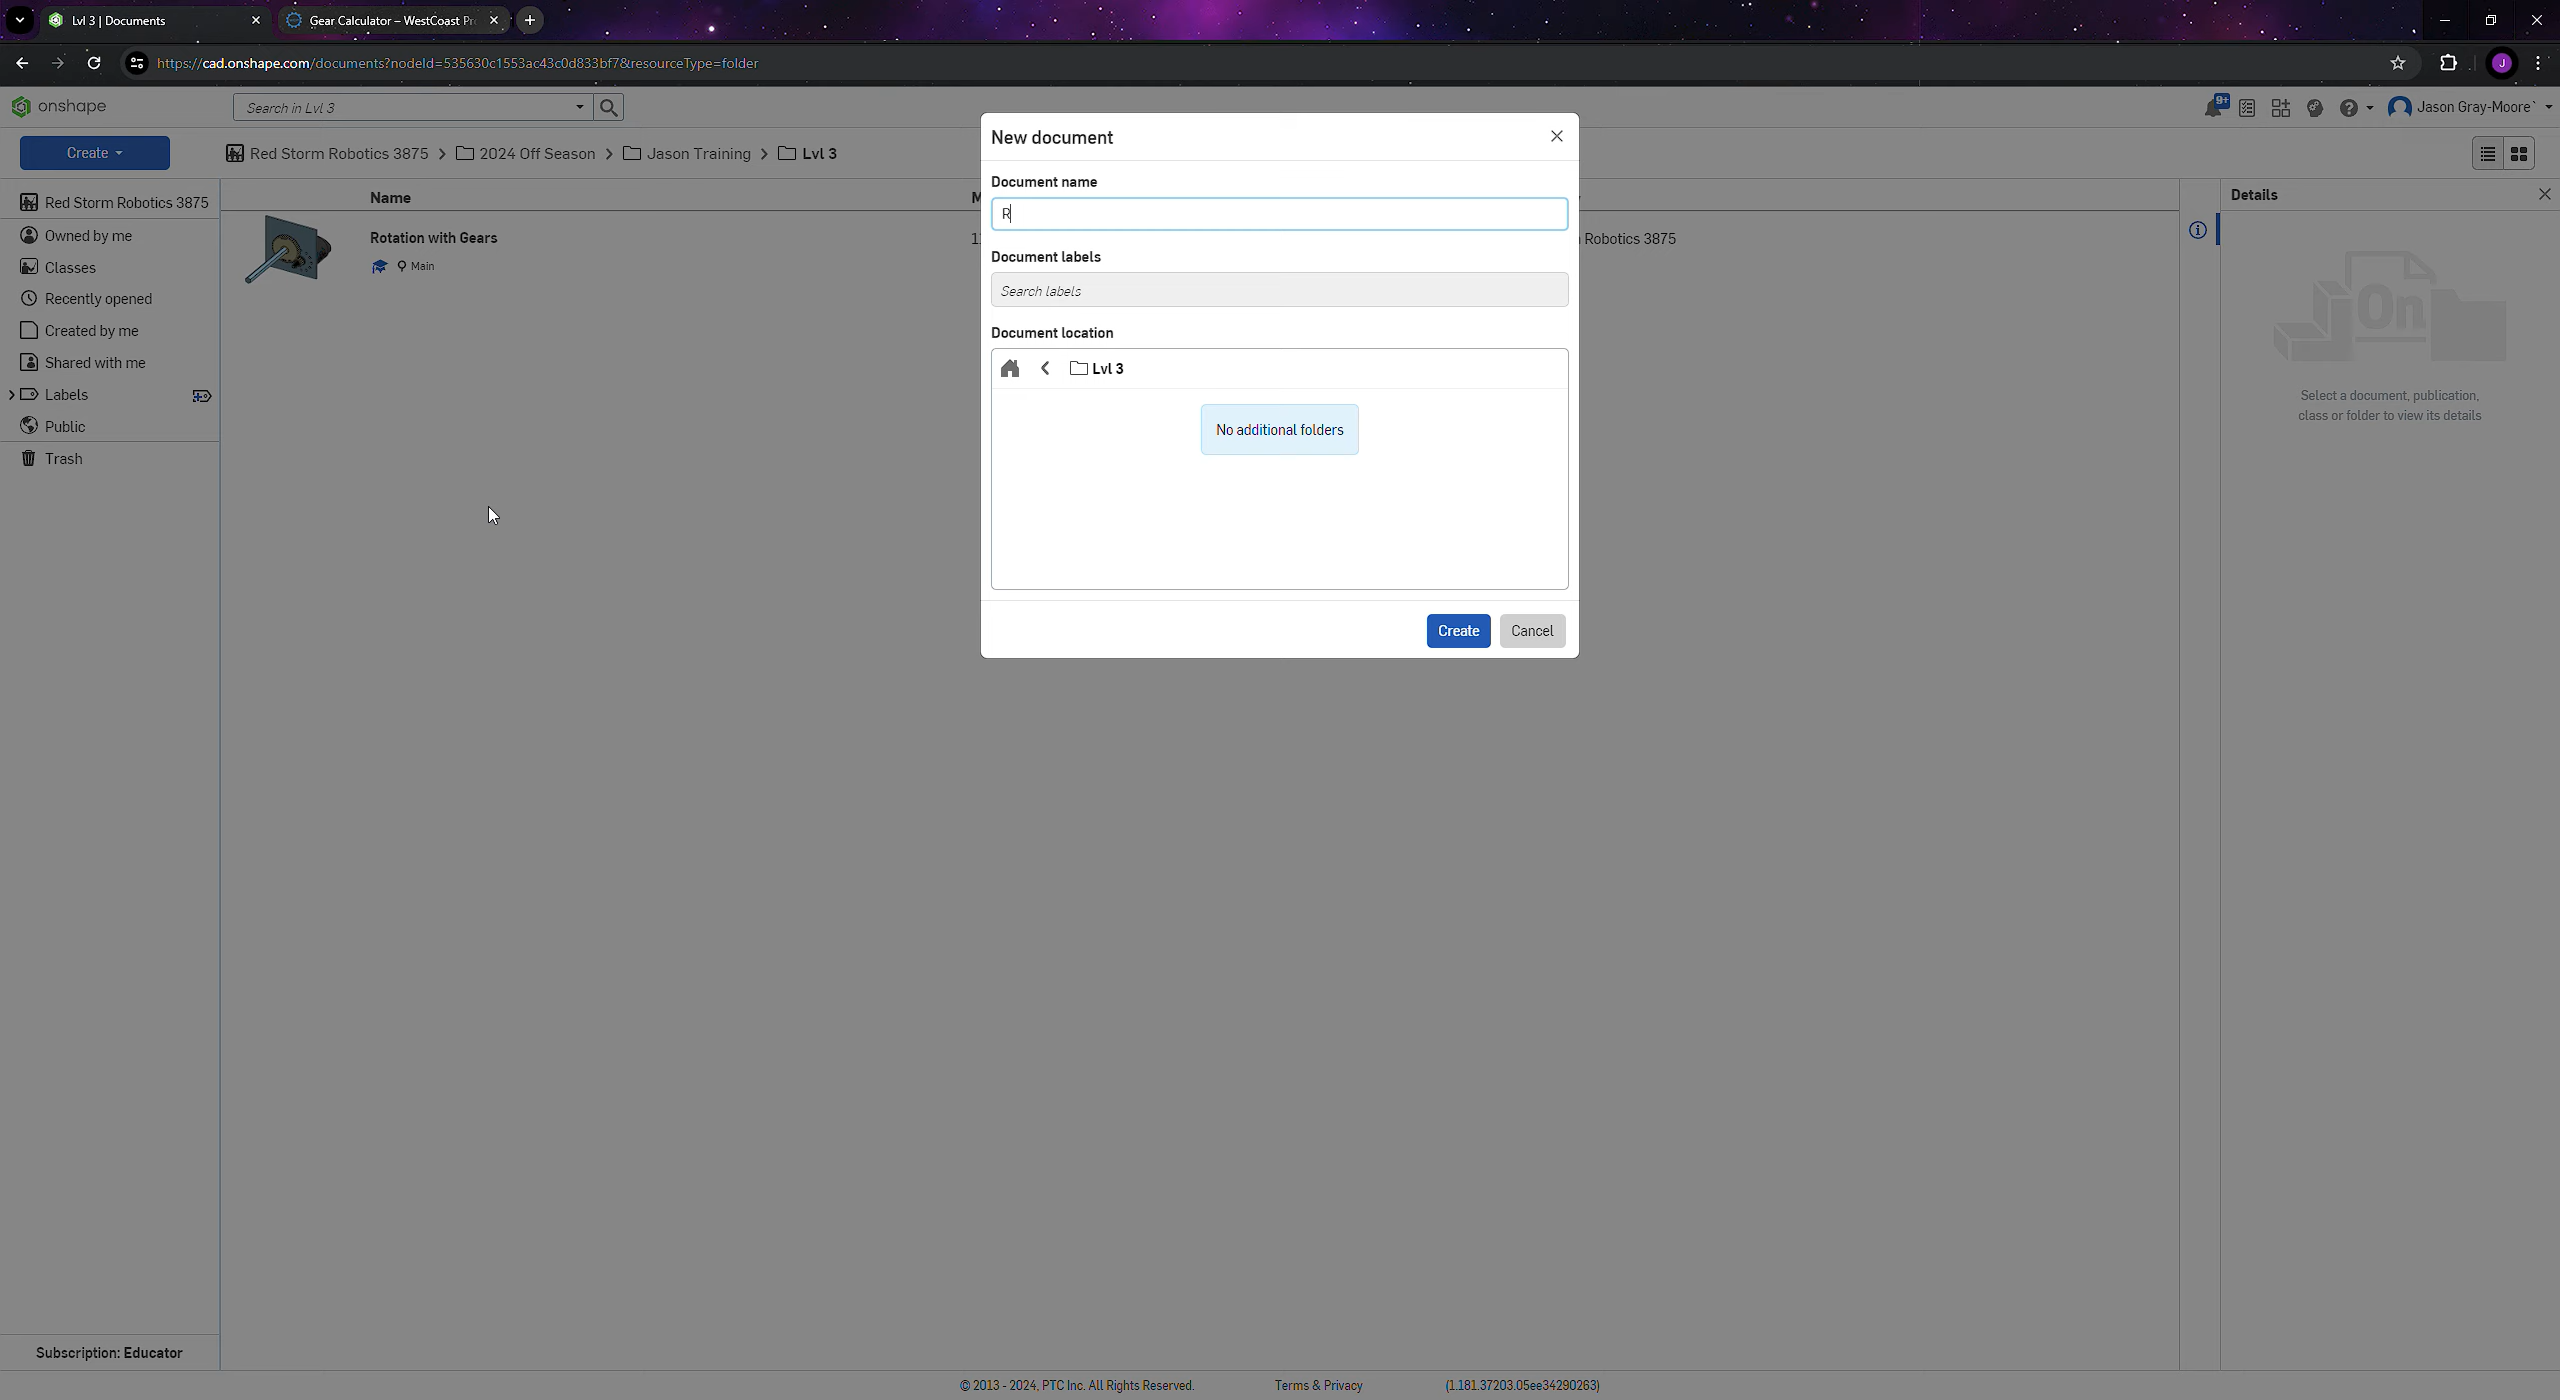 Lvl 3 | Documents
Gear Calculator – WestCoast Pr
https://cad.onshape.com/documents?nodeId=535630c1553ac43c0d833bf7&resourceType=folder
J
onshape
Search in Lvl 3
9+
Jason Gray-Moore`
Create
Red Storm Robotics 3875 > 2024 Off Season > Jason Training > Lvl 3
Red Storm Robotics 3875
Owned by me
Classes
Recently opened
Created by me
Shared with me
Labels
Public
Trash
Name
M
Rotation with Gears
Main
1
Robotics 3875
New document
Document name
R
Document labels
Search labels
Document location
Lvl 3
No additional folders
Create
Cancel
Details
On
Select a document, publication,
class or folder to view its details
Subscription: Educator
© 2013 - 2024, PTC Inc. All Rights Reserved.
Terms & Privacy
(1.181.37203.05ee34290263)